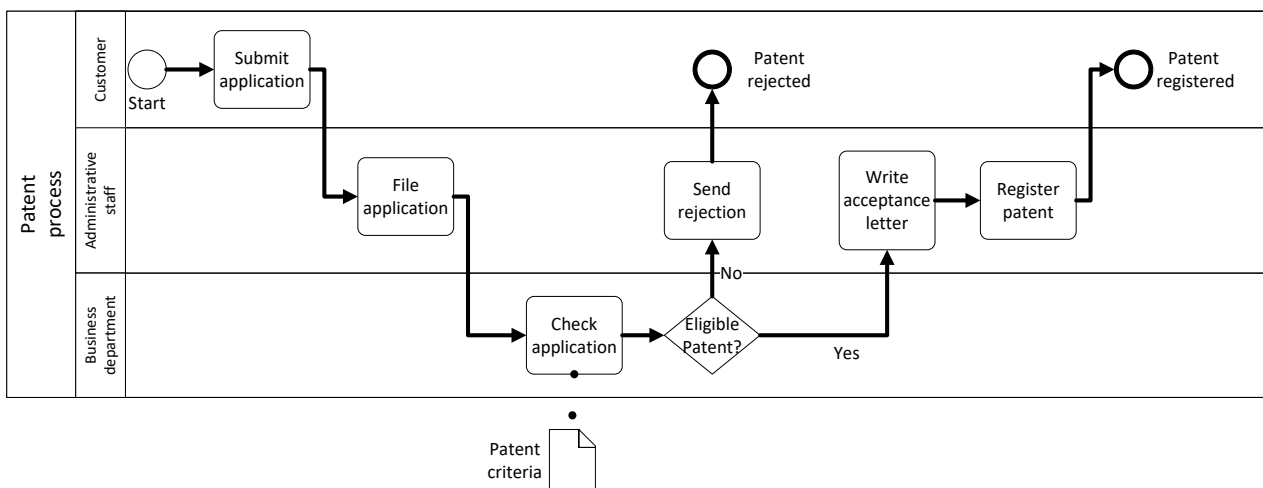 Patent
process
Customer
Administrative
staff
Business
department
Start
Submit
application
Patent
rejected
Patent
registered
File
application
Send
rejection
Write
acceptance
letter
Register
patent
No
Check
application
Eligible
Patent?
Yes
Patent
criteria